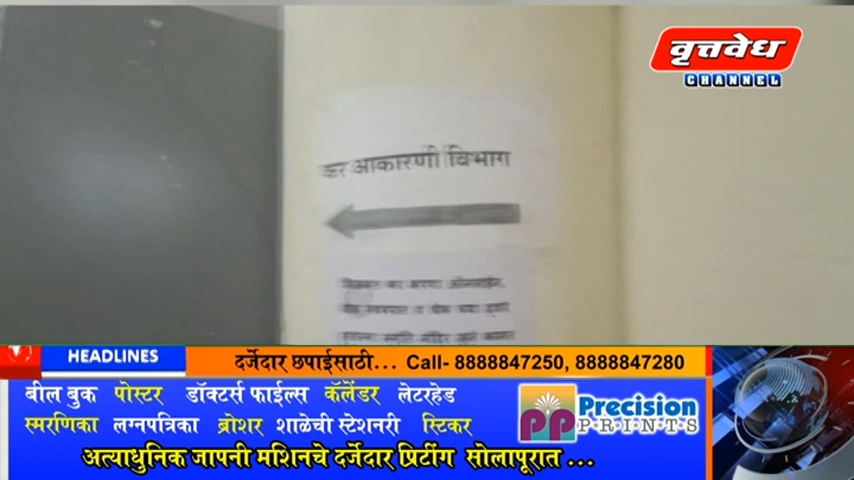 वृत्तवेध
CHANNEL
कर आकारणी विभाग
HEADLINES
दर्जेदार छपाईसाठी... Call- 8888847250, 8888847280
बील बुक पोस्टर डॉक्टर्स फाईल्स कॅलेंडर लेटरहेड
स्मरणिका लग्नपत्रिका ब्रोशर शाळेची स्टेशनरी स्टिकर
PP Precision
PRINTS
अत्याधुनिक जापनी मशिनचे दर्जेदार प्रिटींग सोलापूरात ...